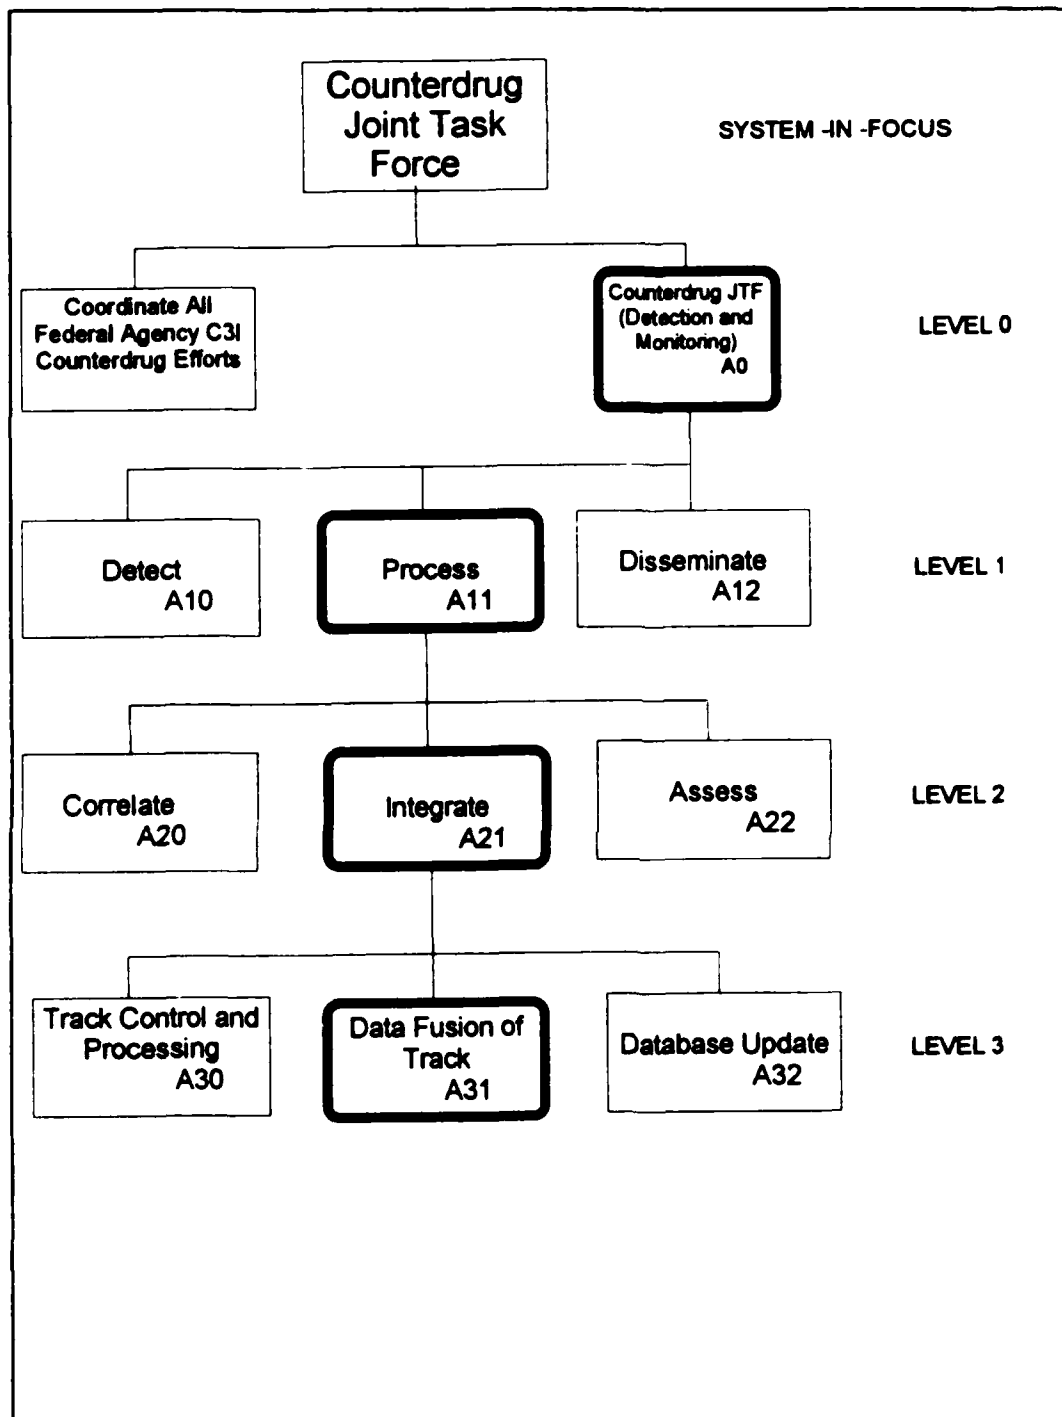 Counterdrug
Joint Task
Force
SYSTEM -IN -FOCUS
Coordinate All
Federal Agency C3I
Counterdrug Efforts
Counterdrug JTF
(Detection and
Monitoring)
A0
LEVEL 0
Detect
A10
Process
A11
Disseminate
A12
LEVEL 1
Correlate
A20
Integrate
A21
Assess
A22
LEVEL 2
Track Control and
Processing
A30
Data Fusion of
Track
A31
Database Update
A32
LEVEL 3